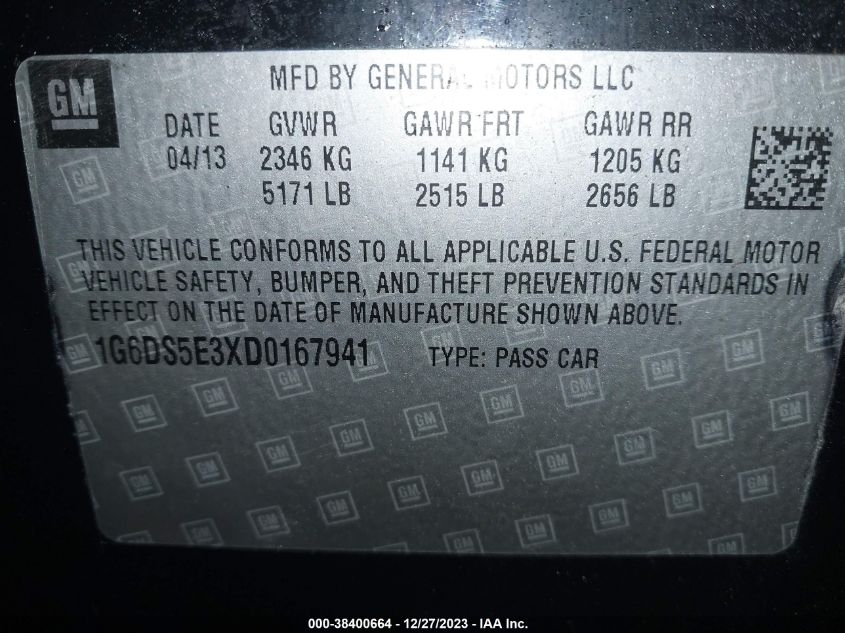 GM
MFD BY GENERAL MOTORS LLC
DATE GVWR GAWR FRT GAWR RR
04/13 2346 KG 1141 KG 1205 KG
5171 LB 2515 LB 2656 LB
THIS VEHICLE CONFORMS TO ALL APPLICABLE U.S. FEDERAL MOTOR
VEHICLE SAFETY, BUMPER, AND THEFT PREVENTION STANDARDS IN
EFFECT ON THE DATE OF MANUFACTURE SHOWN ABOVE.
1G6DS5E3XD0167941 TYPE: PASS CAR
000-38400664 - 12/27/2023 - IAA Inc.